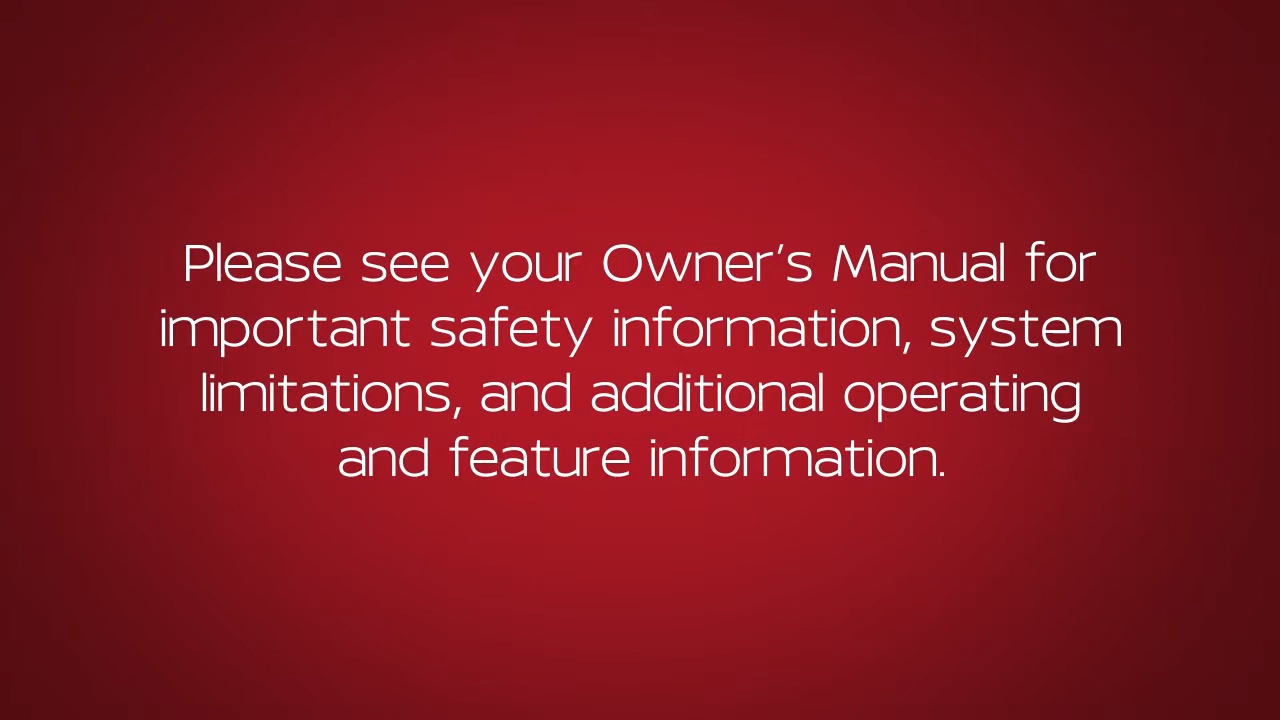 Please see your Owner’s Manual for
important safety information, system
limitations, and additional operating
and feature information.